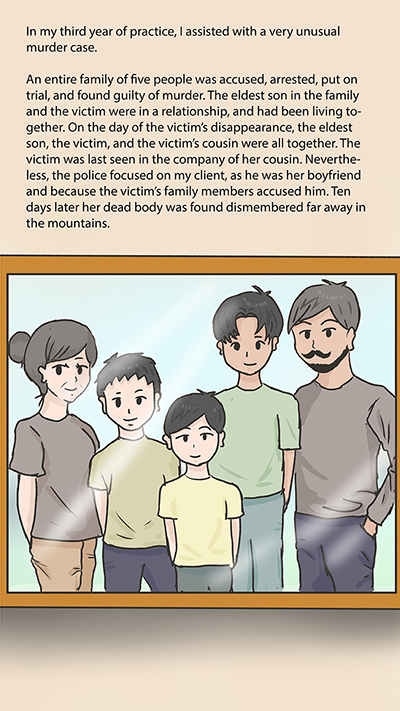 In my third year of practice, I assisted with a very unusual
murder case.
An entire family of five people was accused, arrested, put on
trial, and found guilty of murder. The eldest son in the family
and the victim were in a relationship, and had been living to-
gether. On the day of the victim's disappearance, the eldest
son, the victim, and the victim's cousin were all together. The
victim was last seen in the company of her cousin. Neverthe-
less, the police focused on my client, as he was her boyfriend
and because the victim's family members accused him. Ten
days later her dead body was found dismembered far away in
the mountains.